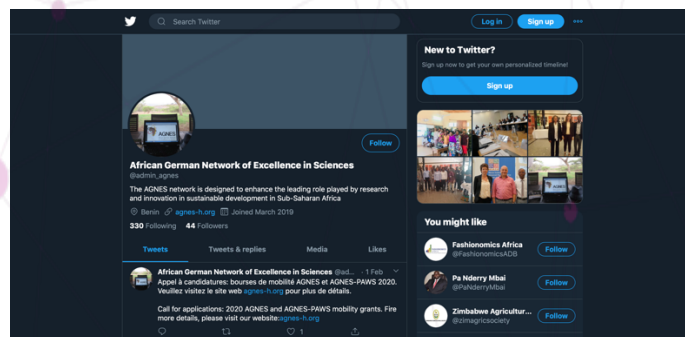 Search Twitter
Log in
Sign up
AGNES
Follow
African German Network of Excellence in Sciences
@admin_agnes
The AGNES network is designed to enhance the leading role played by research
and innovation in sustainable development in Sub-Saharan Africa
Benin agnes-h.org Joined March 2019
330 Following 44 Followers
Tweets Tweets & replies Media Likes
African German Network of Excellence in Sciences @ad... · 1 Feb
Appel à candidatures: bourses de mobilité AGNES et AGNES-PAWS 2020.
Veuillez visitez le site web agnes-h.org pour plus de détails.
Call for applications: 2020 AGNES and AGNES-PAWS mobility grants. Fire
more details, please visit our website:agnes-h.org
1
New to Twitter?
Sign up now to get your own personalized timeline!
Sign up
You might like
Fashionomics Africa
@FashionomicsADB
Follow
Pa Nderry Mbai
@PaNderryMbai
Follow
Zimbabwe Agricultur...
@zimagricsociety
Follow